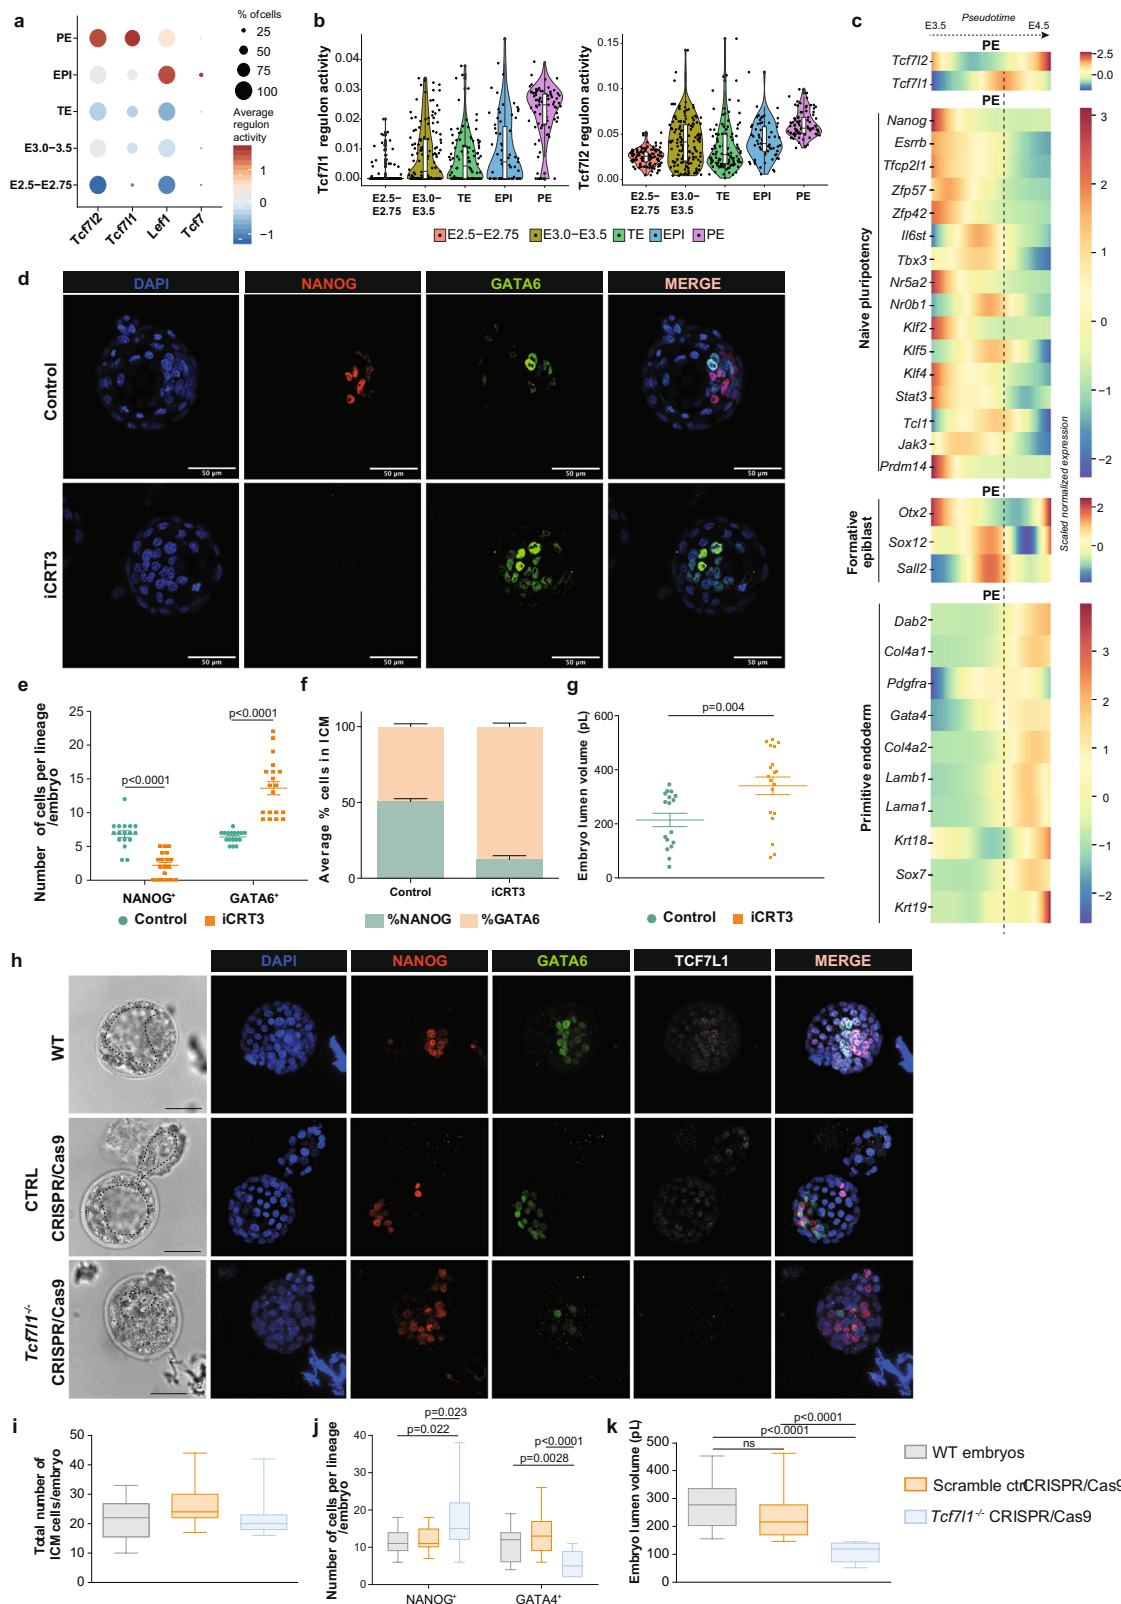 a
% of cells
25
50
75
100
Average
regulon
activity
1
0
−1
PE
EPI
TE
E3.0−3.5
E2.5−E2.75
Tcf7l2
Tcf7l1
Lef1
Tcf7
b
Tcf7l1 regulon activity
0.04
0.03
0.02
0.01
0.00
E2.5− E2.75
E3.0− E3.5
TE
EPI
PE
Tcf7l2 regulon activity
0.15
0.10
0.05
0.00
E2.5− E2.75
E3.0− E3.5
TE
EPI
PE
E2.5−E2.75 E3.0−E3.5 TE EPI PE
c
Pseudotime
E3.5 E4.5
PE
Tcf7l2
Tcf7l1
2.5
0.0
PE
Naive pluripotency
Nanog
Esrrb
Tfcp2l1
Zfp57
Zfp42
Il6st
Tbx3
Nr5a2
Nr0b1
Klf2
Klf5
Klf4
Stat3
Tcl1
Jak3
Prdm14
3
2
1
0
−1
−2
Scaled normalized expression
PE
Formative
epiblast
Otx2
Sox12
Sall2
2
0
PE
Primitive endoderm
Dab2
Col4a1
Pdgfra
Gata4
Col4a2
Lamb1
Lama1
Krt18
Sox7
Krt19
3
2
1
0
−1
−2
d
DAPI NANOG GATA6 MERGE
Control
50 µm 50 µm 50 µm 50 µm
iCRT3
50 µm 50 µm 50 µm 50 µm
e
Number of cells per lineage
/embryo
25
20
15
10
5
0
p<0.0001
p<0.0001
NANOG⁺ GATA6⁺
Control iCRT3
f
Average % cells in ICM
100
50
0
Control iCRT3
%NANOG %GATA6
g
Embryo lumen volume (pL)
600
400
200
0
p=0.004
Control iCRT3
h
DAPI NANOG GATA6 TCF7L1 MERGE
WT
CTRL
CRISPR/Cas9
Tcf7l1⁻/⁻
CRISPR/Cas9
i
Total number of
ICM cells/embryo
50
40
30
20
10
0
j
Number of cells per lineage
/embryo
40
30
20
10
0
p=0.023
p=0.022
p<0.0001
p=0.0028
NANOG⁺ GATA4⁺
k
Embryo lumen volume (pL)
500
400
300
200
100
0
p<0.0001
p<0.0001
ns
WT embryos
Scramble ctrl CRISPR/Cas9
Tcf7l1⁻/⁻ CRISPR/Cas9